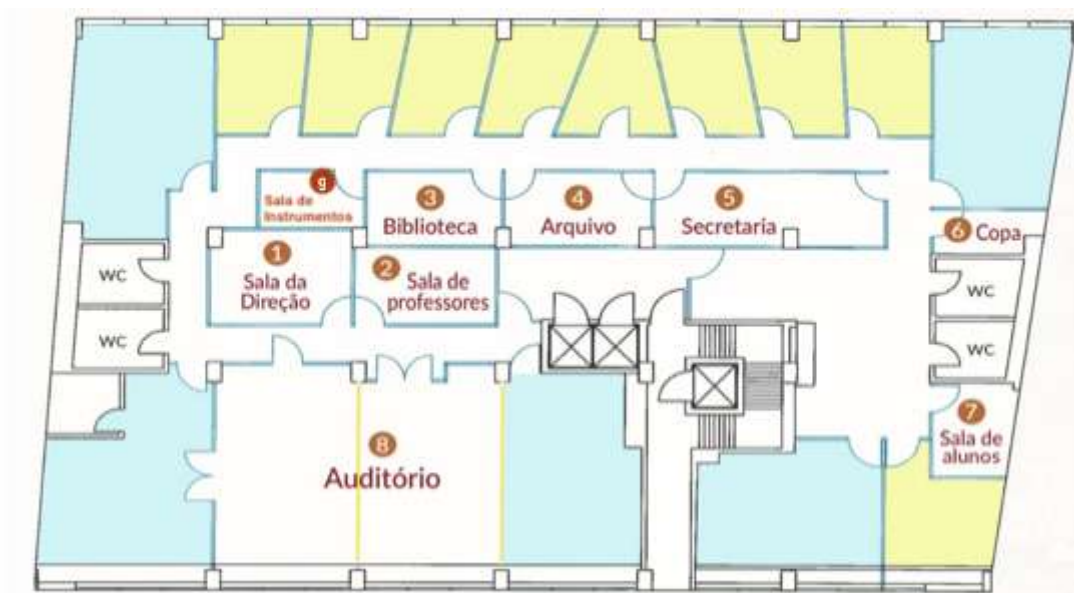 g
Sala de
Instrumentos
3
Biblioteca
4
Arquivo
5
Secretaria
6 Copa
1
Sala da
Direção
2 Sala de
professores
WC
WC
WC
WC
7
Sala de
alunos
8
Auditório